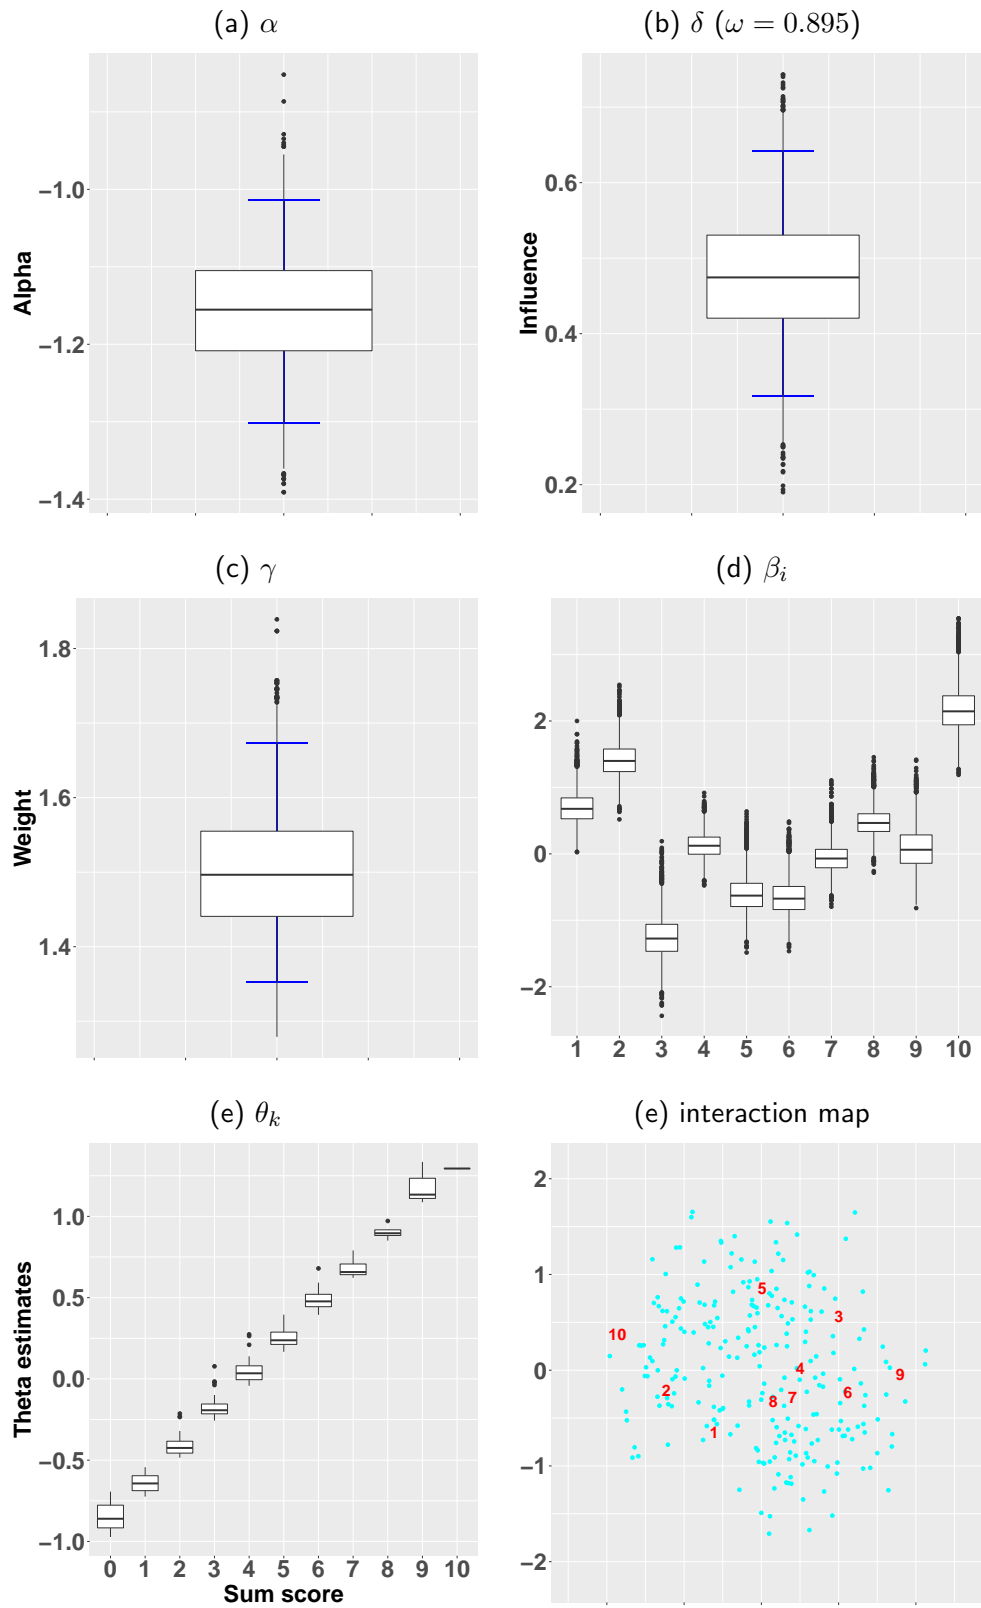 (a) α
(b) δ (ω = 0.895)
Alpha
−1.0
−1.2
−1.4
Influence
0.6
0.4
0.2
(c) γ
(d) βᵢ
Weight
1.8
1.6
1.4
2
0
−2
1 2 3 4 5 6 7 8 9 10
(e) θₖ
(e) interaction map
Theta estimates
1.0
0.5
0.0
−0.5
−1.0
0 1 2 3 4 5 6 7 8 9 10
Sum score
2
1
0
−1
−2
5
3
10
4
9
2
6
7
8
1